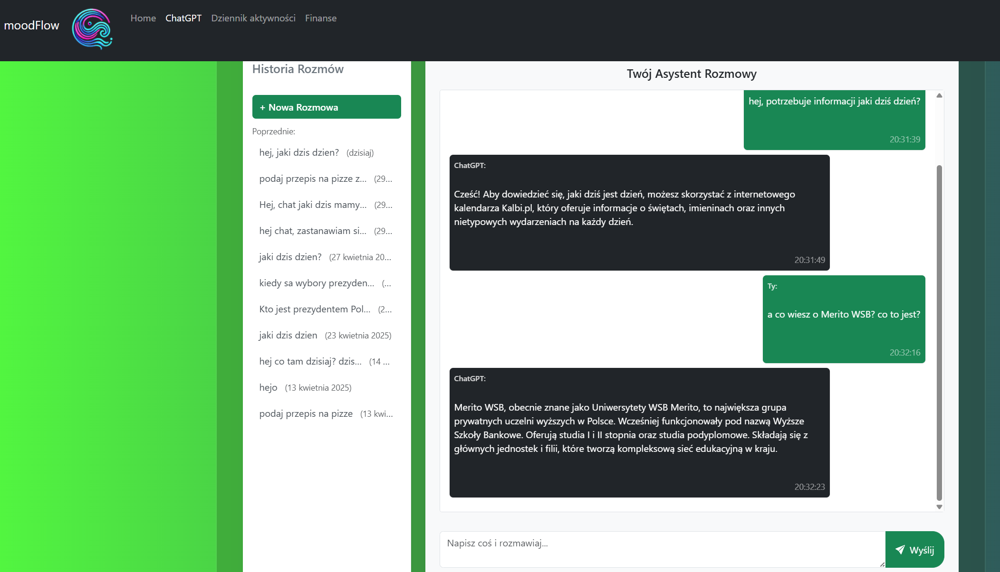 moodFlow
Home ChatGPT Dziennik aktywności Finanse
Historia Rozmów
+ Nowa Rozmowa
Poprzednie:
hej, jaki dzis dzien? (dzisiaj)
podaj przepis na pizze z... (29...
Hej, chat jaki dzis mamy... (29...
hej chat, zastanawiam si... (29...
jaki dzis dzien? (27 kwietnia 20...
kiedy sa wybory prezyden... (...
Kto jest prezydentem Pol... (2...
jaki dzis dzien (23 kwietnia 2025)
hej co tam dzisiaj? dzis... (14 ...
hejo (13 kwietnia 2025)
podaj przepis na pizze (13 kwi...
Twój Asystent Rozmowy
hej, potrzebuje informacji jaki dziś dzień?
20:31:39
ChatGPT:
Cześć! Aby dowiedzieć się, jaki dziś jest dzień, możesz skorzystać z internetowego
kalendarza Kalbi.pl, który oferuje informacje o świętach, imieninach oraz innych
nietypowych wydarzeniach na każdy dzień.
20:31:49
Ty:
a co wiesz o Merito WSB? co to jest?
20:32:16
ChatGPT:
Merito WSB, obecnie znane jako Uniwersytety WSB Merito, to największa grupa
prywatnych uczelni wyższych w Polsce. Wcześniej funkcjonowały pod nazwą Wyższe
Szkoły Bankowe. Oferują studia I i II stopnia oraz studia podyplomowe. Składają się z
głównych jednostek i filii, które tworzą kompleksową sieć edukacyjną w kraju.
20:32:23
Napisz coś i rozmawiaj...
Wyślij